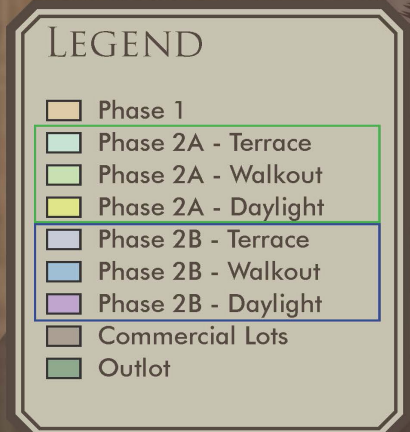 LEGEND
Phase 1
Phase 2A - Terrace
Phase 2A - Walkout
Phase 2A - Daylight
Phase 2B - Terrace
Phase 2B - Walkout
Phase 2B - Daylight
Commercial Lots
Outlot